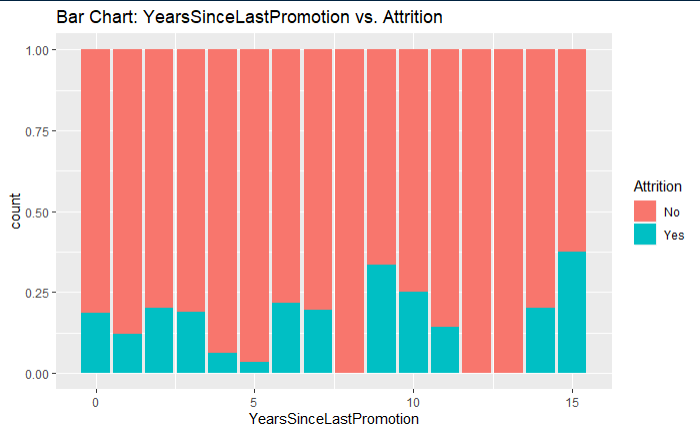 Bar Chart: YearsSinceLastPromotion vs. Attrition
1.00
0.75
0.50
0.25
0.00
count
0 5 10 15
YearsSinceLastPromotion
Attrition
No
Yes